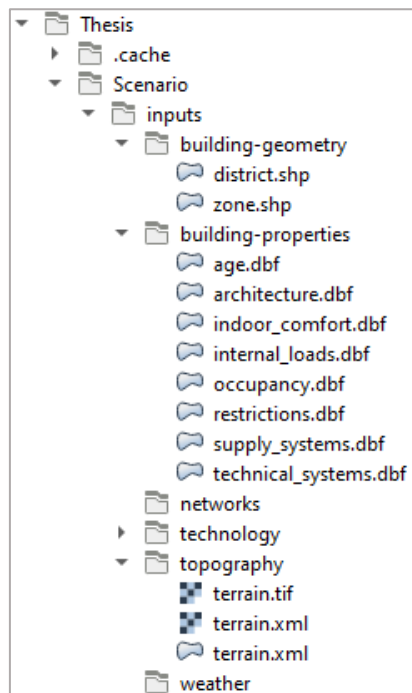 Thesis
.cache
Scenario
inputs
building-geometry
district.shp
zone.shp
building-properties
age.dbf
architecture.dbf
indoor_comfort.dbf
internal_loads.dbf
occupancy.dbf
restrictions.dbf
supply_systems.dbf
technical_systems.dbf
networks
technology
topography
terrain.tif
terrain.xml
terrain.xml
weather